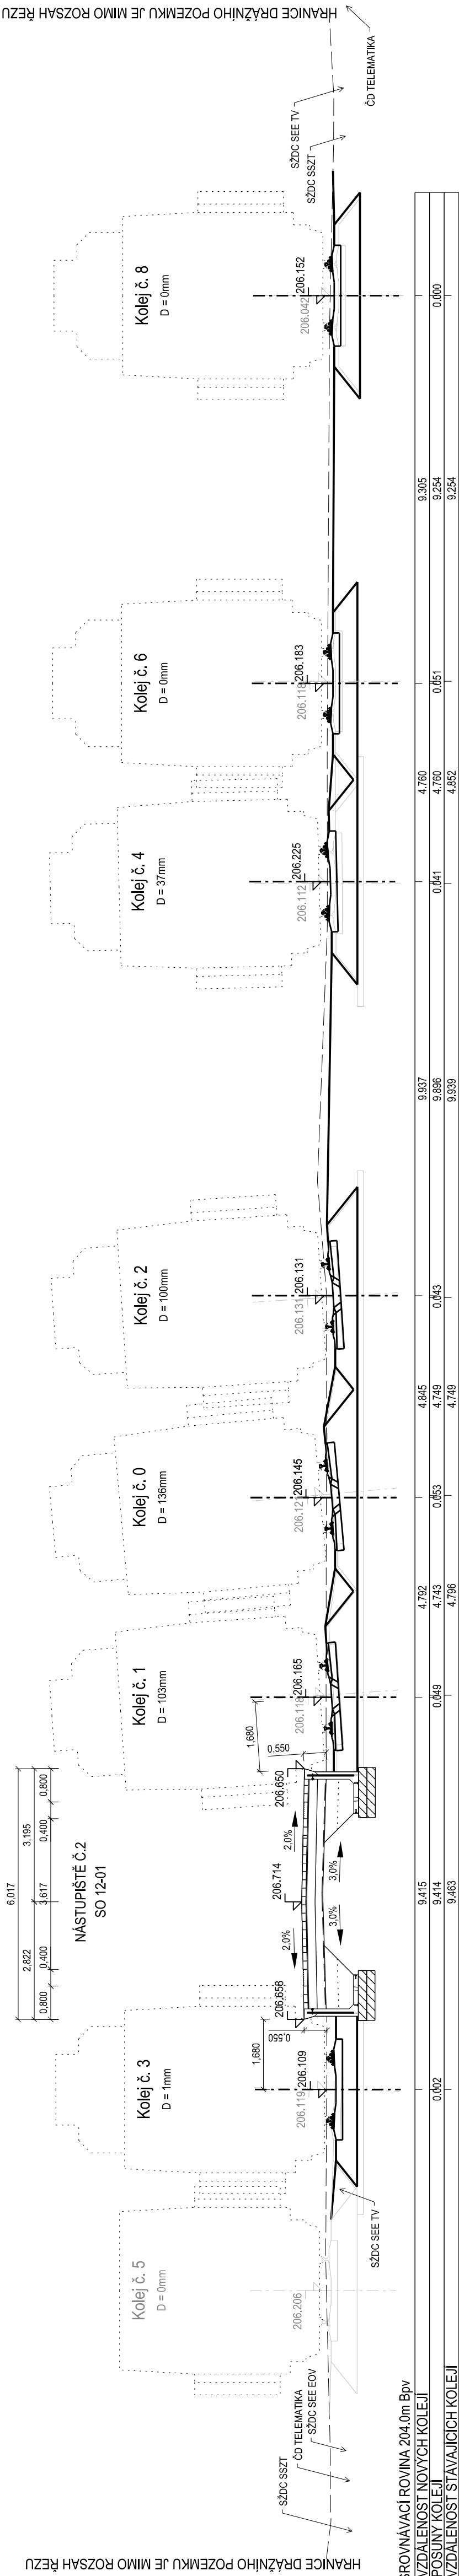 HRANICE DRÁŽNÍHO POZEMKU JE MIMO ROZSAH ŘEZU
SŽDC SSZT
ČD TELEMATIKA
SŽDC SEE EOV
Kolej č. 5
D = 0mm
206.206
SŽDC SEE TV
Kolej č. 3
D = 1mm
206.119
206.109
1,680
0,550
6,017
2,822
3,195
0,800
0,400
3,617
0,400
0,800
NÁSTUPIŠTĚ Č.2
SO 12-01
206.658
206.714
206.650
2,0%
2,0%
3,0%
3,0%
0,550
1,680
Kolej č. 1
D = 103mm
206.118
206.165
Kolej č. 0
D = 136mm
206.145
Kolej č. 2
D = 100mm
206.131
206.131
Kolej č. 4
D = 37mm
206.112
206.225
Kolej č. 6
D = 0mm
206.118
206.183
Kolej č. 8
D = 0mm
206.042
206.152
SŽDC SSZT
SŽDC SEE TV
ČD TELEMATIKA
HRANICE DRÁŽNÍHO POZEMKU JE MIMO ROZSAH ŘEZU
SROVNÁVACÍ ROVINA 204.0m Bpv
VZDÁLENOST NOVÝCH KOLEJÍ 9.415 4.792 4.845 9.937 4.760 9.305
POSUNY KOLEJÍ 0.002 9.414 0.049 4.743 0.053 4.749 0.043 9.896 0.041 4.760 0.051 9.254 0.000
VZDÁLENOST STÁVAJÍCÍCH KOLEJÍ 9.463 4.796 4.749 9.939 4.852 9.254